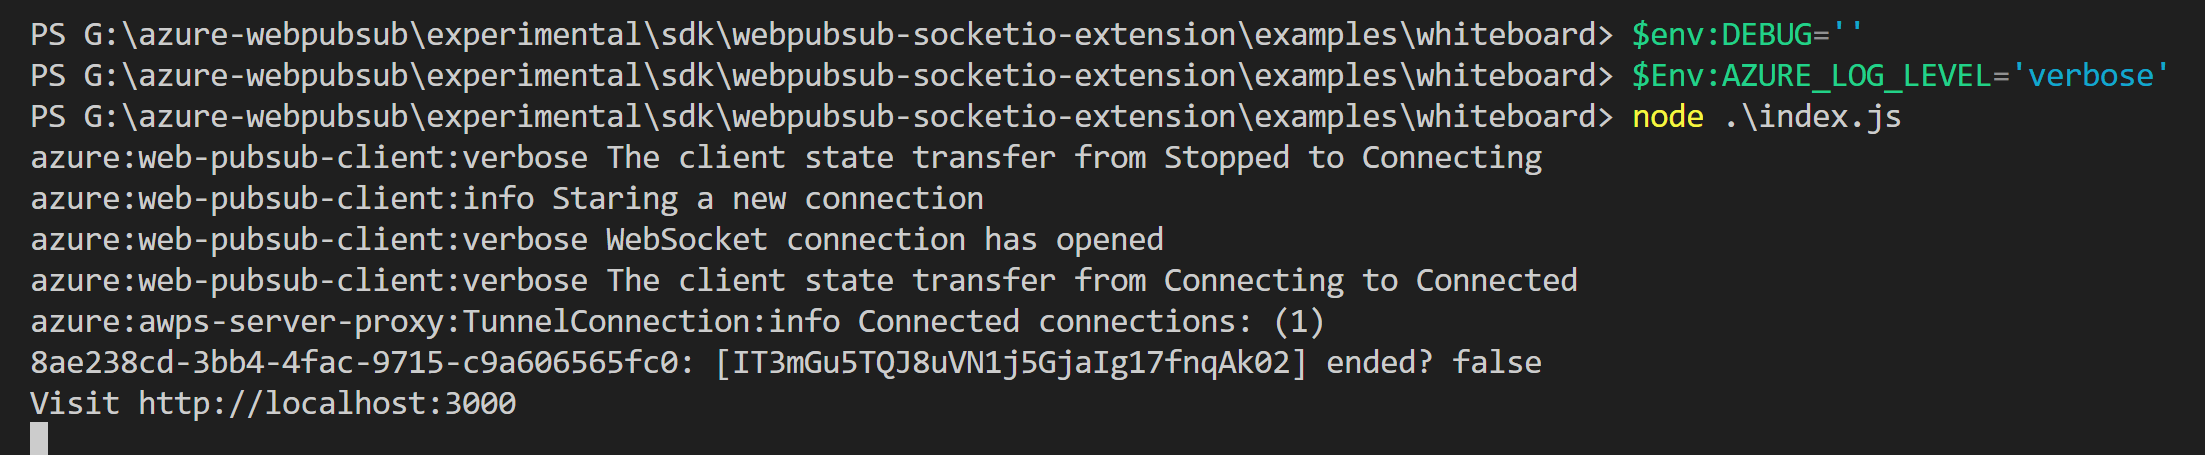 PS G:\azure-webpubsub\experimental\sdk\webpubsub-socketio-extension\examples\whiteboard> $env:DEBUG=''
PS G:\azure-webpubsub\experimental\sdk\webpubsub-socketio-extension\examples\whiteboard> $Env:AZURE_LOG_LEVEL='verbose'
PS G:\azure-webpubsub\experimental\sdk\webpubsub-socketio-extension\examples\whiteboard> node .\index.js
azure:web-pubsub-client:verbose The client state transfer from Stopped to Connecting
azure:web-pubsub-client:info Staring a new connection
azure:web-pubsub-client:verbose WebSocket connection has opened
azure:web-pubsub-client:verbose The client state transfer from Connecting to Connected
azure:awps-server-proxy:TunnelConnection:info Connected connections: (1)
8ae238cd-3bb4-4fac-9715-c9a606565fc0: [IT3mGu5TQJ8uVN1j5GjaIg17fnqAk02] ended? false
Visit http://localhost:3000